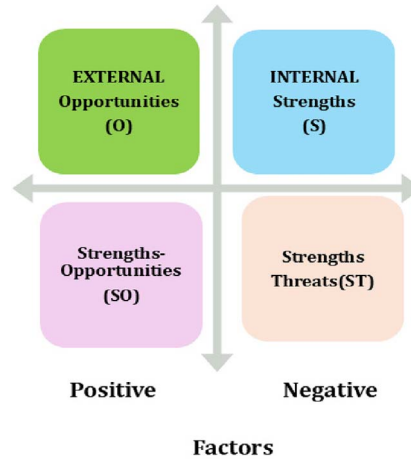 EXTERNAL
Opportunities
(O)
INTERNAL
Strengths
(S)
Strengths-
Opportunities
(SO)
Strengths
Threats(ST)
Positive
Negative
Factors